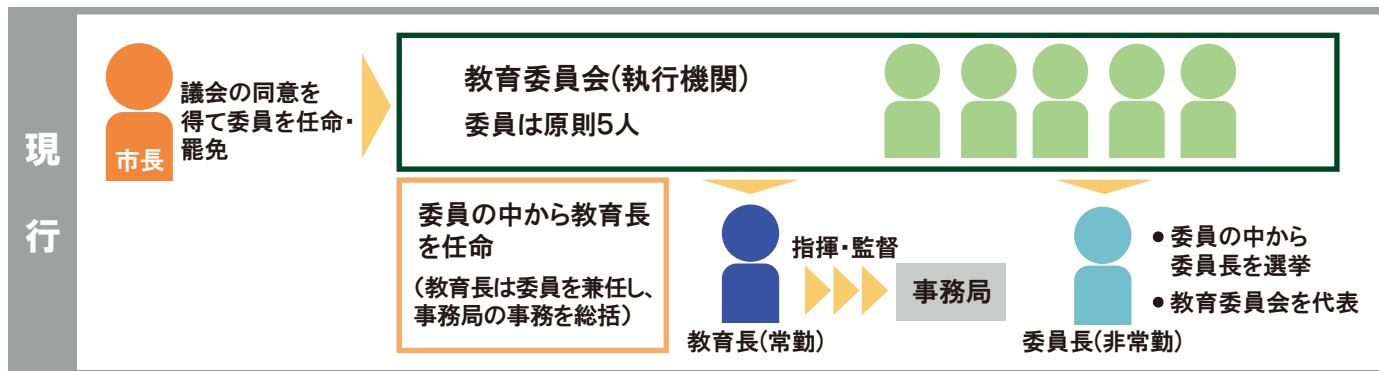 現行
市長
議会の同意を
得て委員を任命・
罷免
教育委員会(執行機関)
委員は原則5人
委員の中から教育長
を任命
(教育長は委員を兼任し、
事務局の事務を総括)
指揮・監督
事務局
教育長(常勤)
• 委員の中から
委員長を選挙
• 教育委員会を代表
委員長(非常勤)